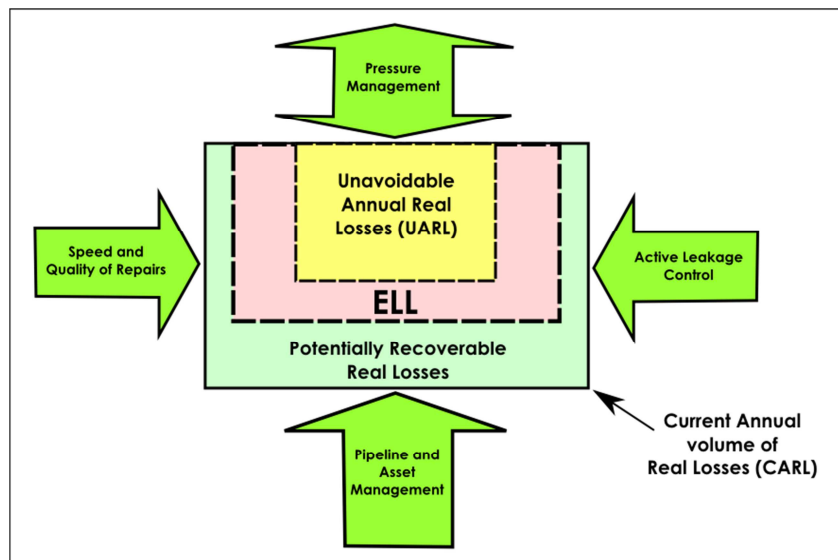 Pressure
Management
Unavoidable
Annual Real
Losses (UARL)
Speed and
Quality of Repairs
Active Leakage
Control
ELL
Potentially Recoverable
Real Losses
Current Annual
volume of
Real Losses (CARL)
Pipeline and
Asset
Management